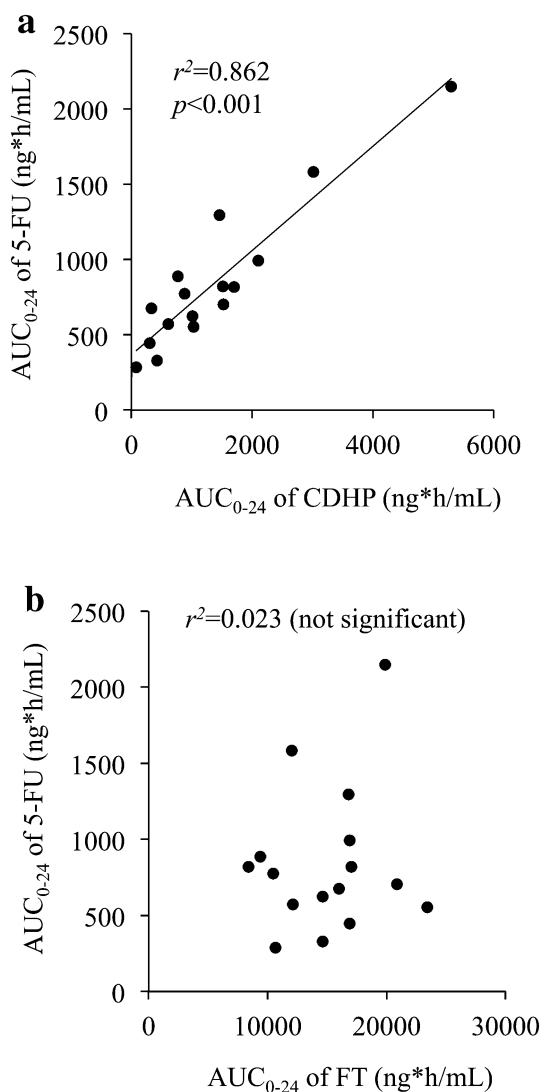 a
2500
2000
1500
1000
500
0
r²=0.862
p<0.001
AUC₀₋₂₄ of 5-FU (ng*h/mL)
0 2000 4000 6000
AUC₀₋₂₄ of CDHP (ng*h/mL)
b
2500
2000
1500
1000
500
0
r²=0.023 (not significant)
AUC₀₋₂₄ of 5-FU (ng*h/mL)
0 10000 20000 30000
AUC₀₋₂₄ of FT (ng*h/mL)